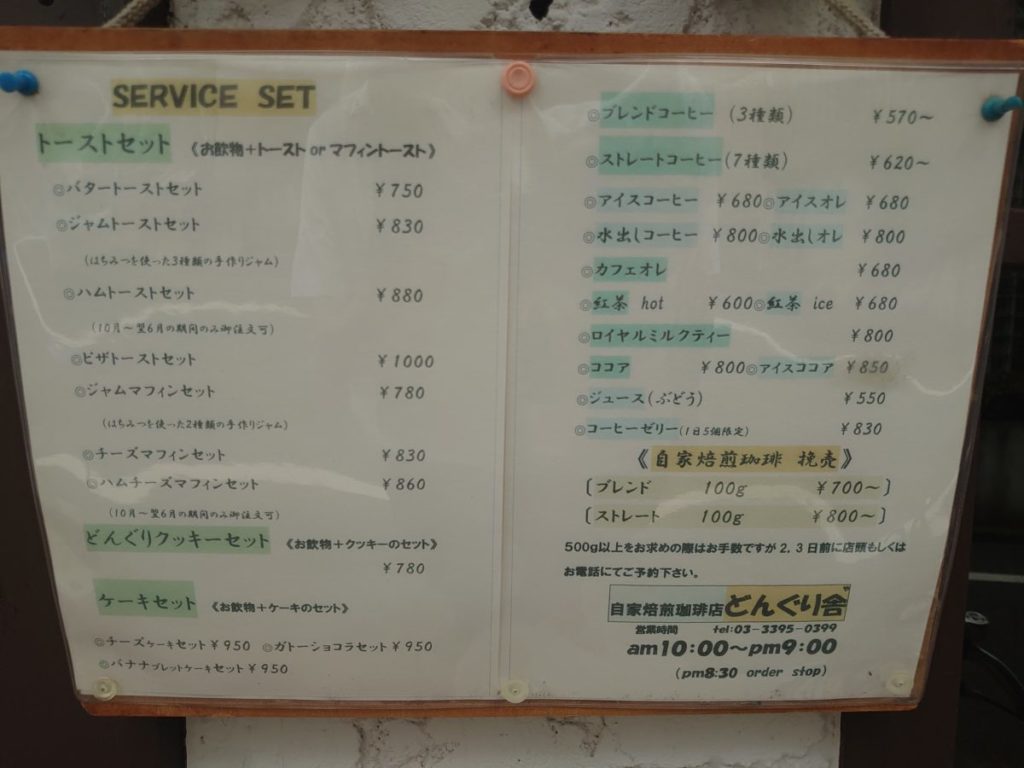 SERVICE SET
トーストセット 《お飲物+トースト or マフィントースト》
◎バタートーストセット ¥750
◎ジャムトーストセット ¥830
(はちみつを使った3種類の手作りジャム)
◎ハムトーストセット ¥880
(10月～翌6月の期間のみ御注文可)
◎ピザトーストセット ¥1000
◎ジャムマフィンセット ¥780
(はちみつを使った2種類の手作りジャム)
◎チーズマフィンセット ¥830
◎ハムチーズマフィンセット ¥860
(10月～翌6月の期間のみ御注文可)
どんぐりクッキーセット 《お飲物+クッキーのセット》
¥780
ケーキセット 《お飲物+ケーキのセット》
◎チーズケーキセット¥950 ◎ガトーショコラセット¥950
◎バナナブレットケーキセット¥950
◎ブレンドコーヒー (3種類) ¥570～
◎ストレートコーヒー(7種類) ¥620～
◎アイスコーヒー ¥680◎アイスオレ ¥680
◎水出しコーヒー ¥800◎水出しオレ ¥800
◎カフェオレ ¥680
◎紅茶 hot ¥600◎紅茶 ice ¥680
◎ロイヤルミルクティー ¥800
◎ココア ¥800◎アイスココア ¥850
◎ジュース(ぶどう) ¥550
◎コーヒーゼリー(1日5個限定) ¥830
《自家焙煎珈琲 挽売》
〔ブレンド 100g ¥700～〕
〔ストレート 100g ¥800～〕
500g以上をお求めの際はお手数ですが2,3日前に店頭もしくは
お電話にてご予約下さい。
自家焙煎珈琲店どんぐり舎
営業時間 tel:03-3395-0399
am10:00～pm9:00
(pm8:30 order stop)